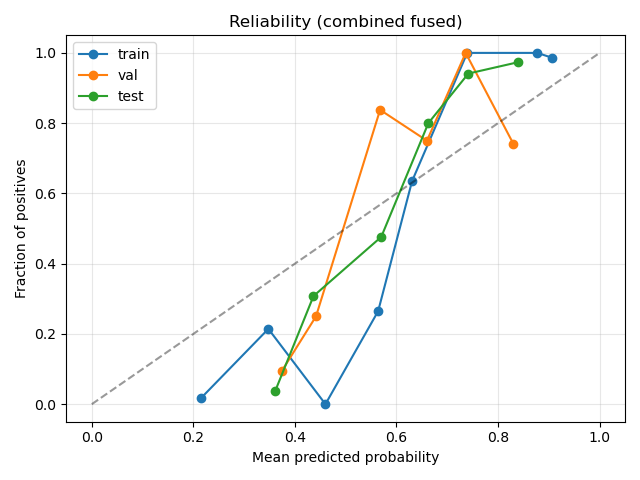 Reliability (combined fused)
train
val
test
Fraction of positives
1.0
0.8
0.6
0.4
0.2
0.0
0.0 0.2 0.4 0.6 0.8 1.0
Mean predicted probability